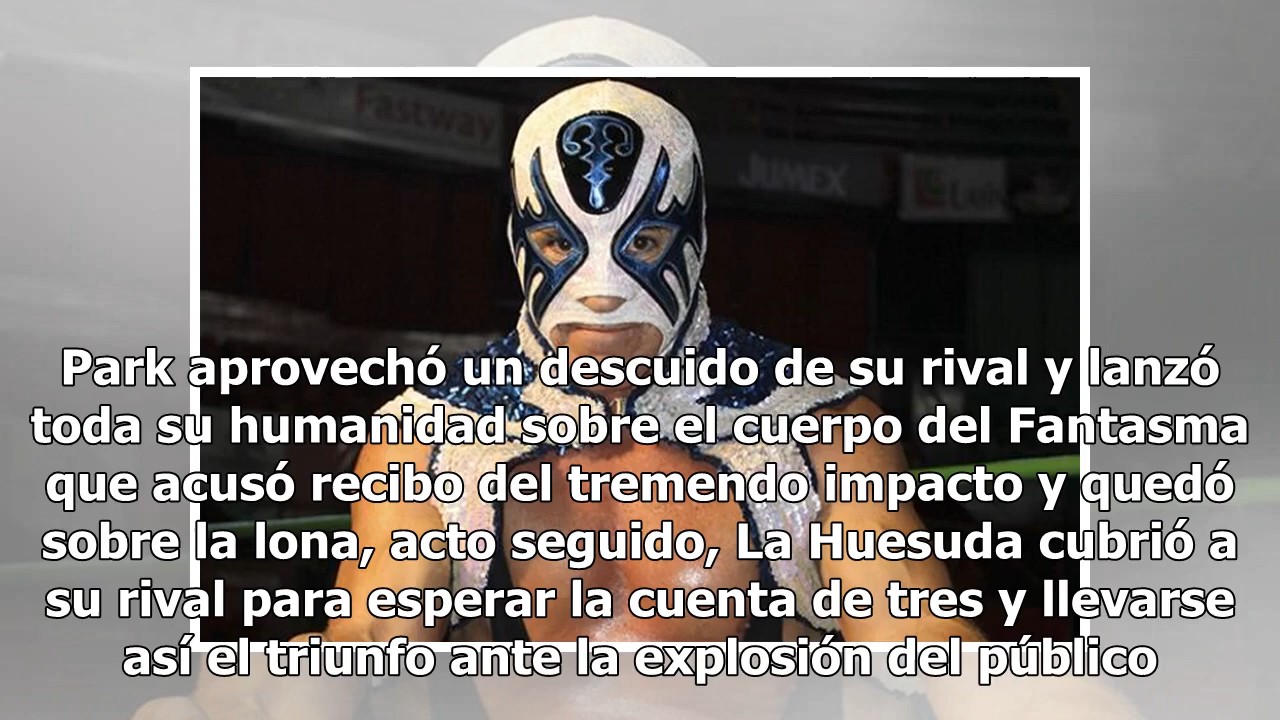 Fastway
JUMEX
Park aprovechó un descuido de su rival y lanzó
toda su humanidad sobre el cuerpo del Fantasma
que acusó recibo del tremendo impacto y quedó
sobre la lona, acto seguido, La Huesuda cubrió a
su rival para esperar la cuenta de tres y llevarse
así el triunfo ante la explosión del público